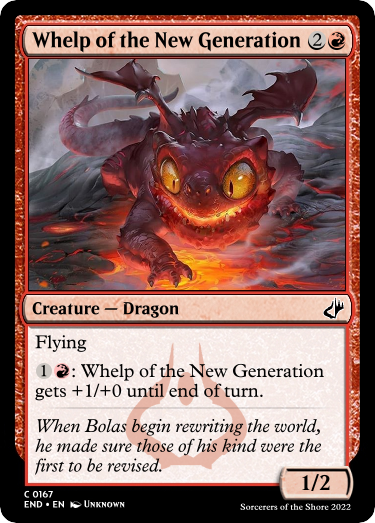 Whelp of the New Generation 2
Creature — Dragon
Flying
1 : Whelp of the New Generation
gets +1/+0 until end of turn.
When Bolas begin rewriting the world,
he made sure those of his kind were the
first to be revised.
1/2
C 0167
END • EN Unknown
Sorcerers of the Shore 2022